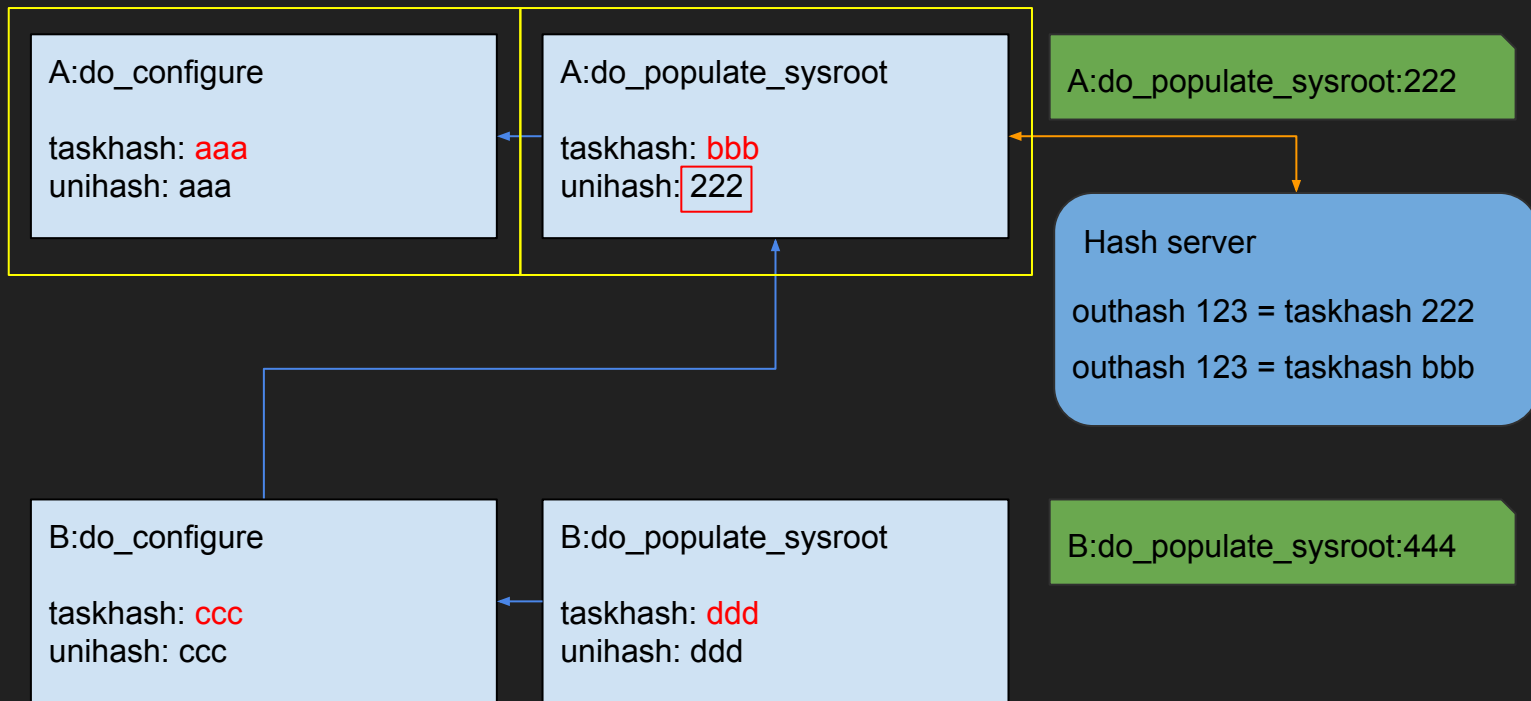 A:do_configure
taskhash: aaa
unihash: aaa
A:do_populate_sysroot
taskhash: bbb
unihash: 222
A:do_populate_sysroot:222
Hash server
outhash 123 = taskhash 222
outhash 123 = taskhash bbb
B:do_configure
taskhash: ccc
unihash: ccc
B:do_populate_sysroot
taskhash: ddd
unihash: ddd
B:do_populate_sysroot:444